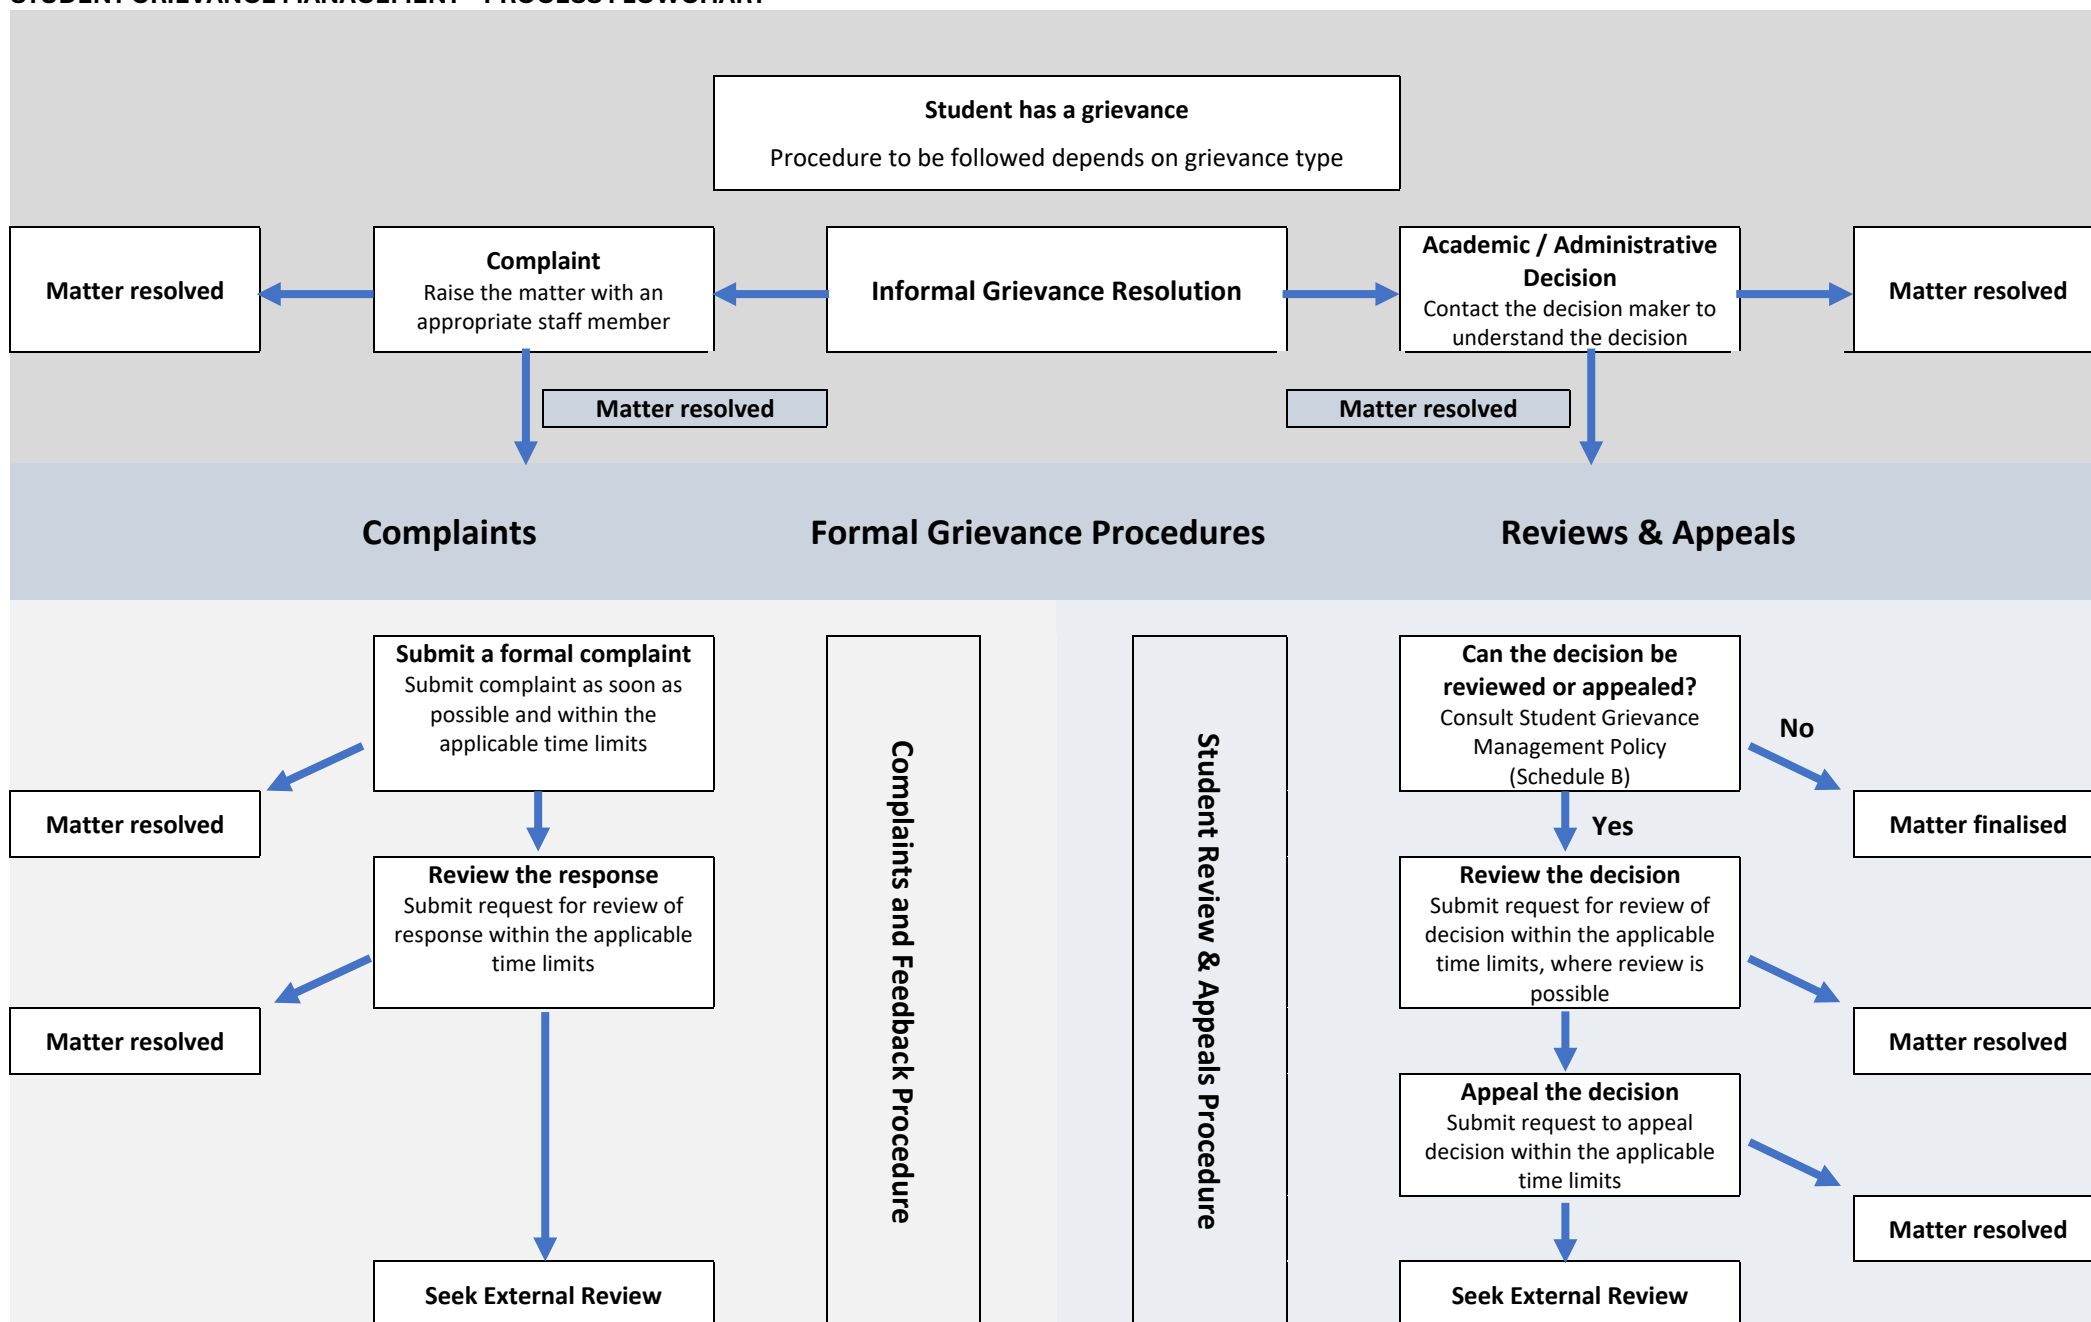 STUDENT GRIEVANCE MANAGEMENT - PROCESS FLOWCHART
Student has a grievance
Procedure to be followed depends on grievance type
Matter resolved
Complaint
Raise the matter with an
appropriate staff member
Informal Grievance Resolution
Academic / Administrative
Decision
Contact the decision maker to
understand the decision
Matter resolved
Matter resolved
Matter resolved
Complaints
Formal Grievance Procedures
Reviews & Appeals
Submit a formal complaint
Submit complaint as soon as
possible and within the
applicable time limits
Matter resolved
Review the response
Submit request for review of
response within the applicable
time limits
Matter resolved
Seek External Review
Complaints and Feedback Procedure
Student Review & Appeals Procedure
Can the decision be
reviewed or appealed?
Consult Student Grievance
Management Policy
(Schedule B)
No
Matter finalised
Yes
Review the decision
Submit request for review of
decision within the applicable
time limits, where review is
possible
Matter resolved
Appeal the decision
Submit request to appeal
decision within the applicable
time limits
Matter resolved
Seek External Review